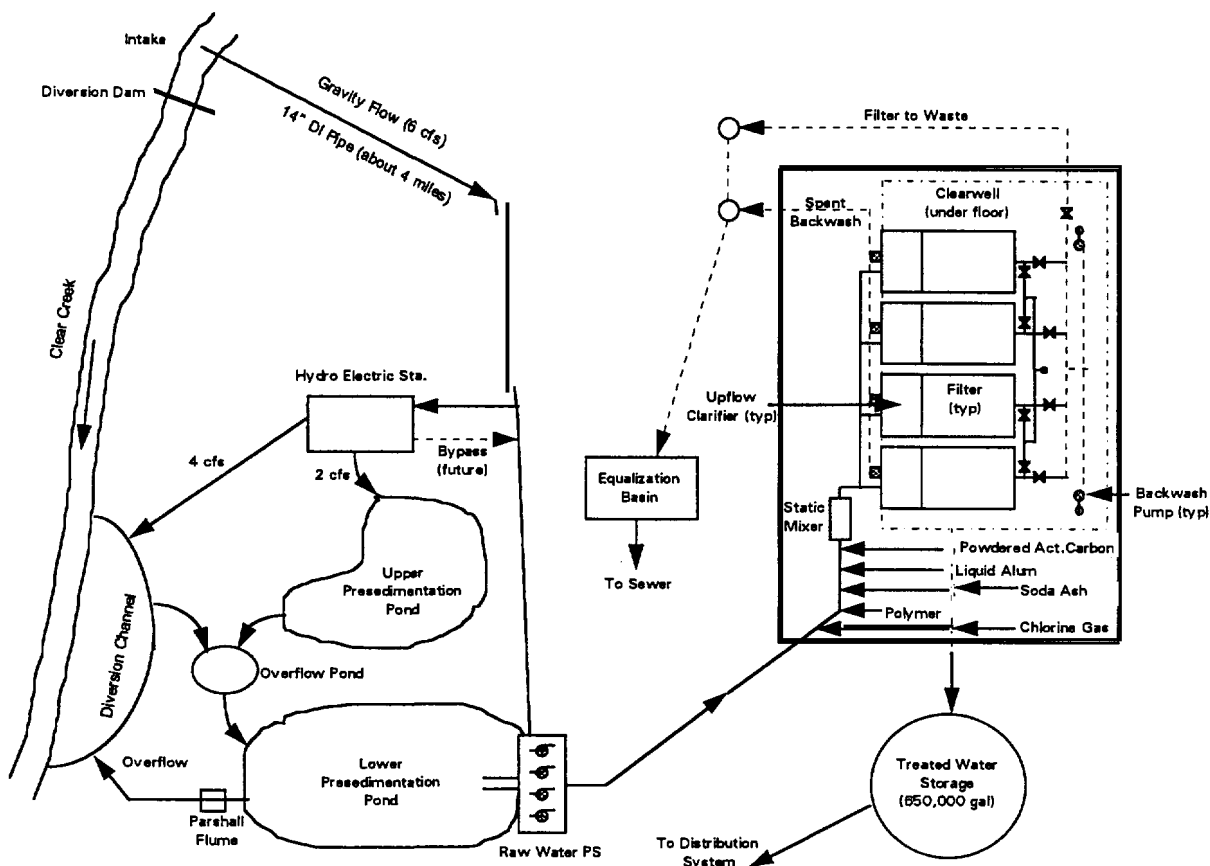 Intake
Diversion Dam
Gravity Flow (6 cfs)
14" DI Pipe (about 4 miles)
Clear Creek
Hydro Electric Sta.
4 cfs
2 cfs
Bypass
(future)
Upper
Presedimentation
Pond
Diversion Channel
Overflow Pond
Overflow
Parshall
Flume
Lower
Presedimentation
Pond
Raw Water PS
Filter to Waste
Spent
Backwash
Clearwell
(under floor)
Upflow
Clarifier (typ)
Filter
(typ)
Equalization
Basin
To Sewer
Static
Mixer
Backwash
Pump (typ)
Powdered Act.Carbon
Liquid Alum
Soda Ash
Polymer
Chlorine Gas
Treated Water
Storage
(650,000 gal)
To Distribution
System